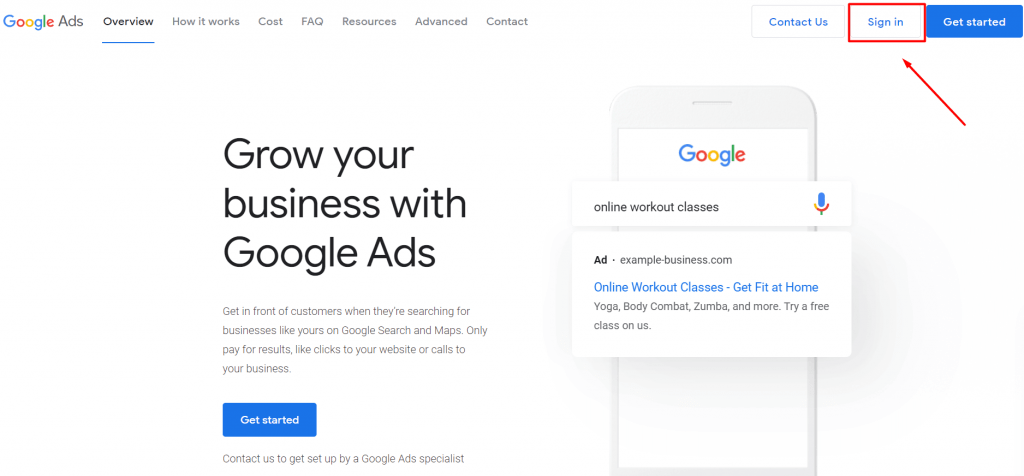 Google Ads Overview How it works Cost FAQ Resources Advanced Contact Contact Us Sign in Get started
Grow your
business with
Google Ads
Get in front of customers when they're searching for
businesses like yours on Google Search and Maps. Only
pay for results, like clicks to your website or calls to
your business.
Get started
Contact us to get set up by a Google Ads specialist
Google
online workout classes
Ad · example-business.com
Online Workout Classes - Get Fit at Home
Yoga, Body Combat, Zumba, and more. Try a free
class on us.